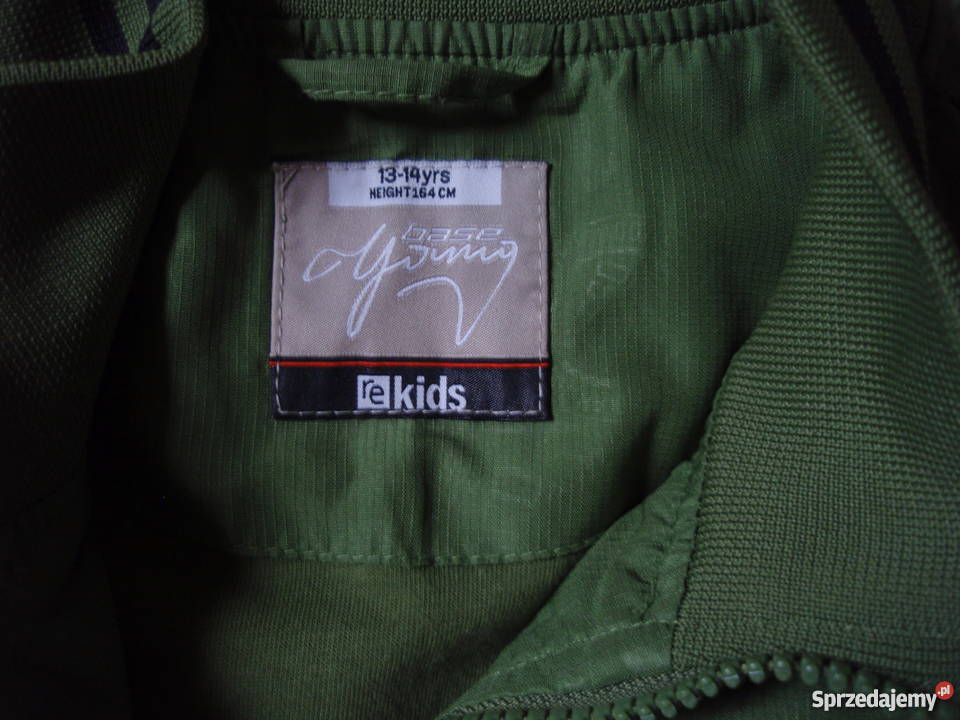 13-14yrs
HEIGHT 164 CM
base
Young
re kids
Sprzedajemy.pl